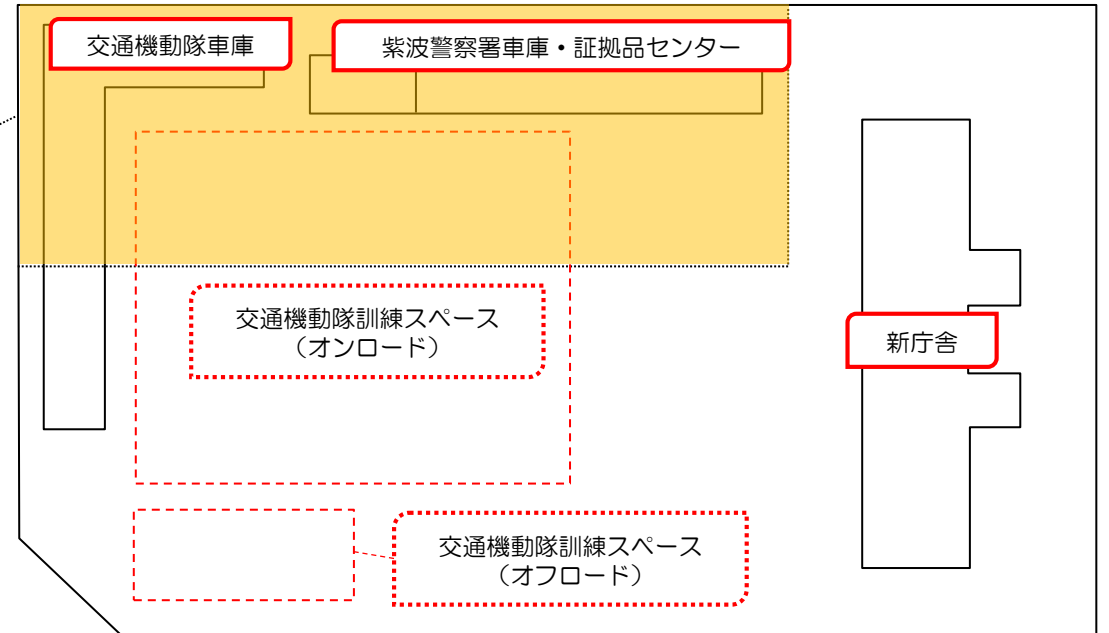 交通機動隊車庫
紫波警察署車庫・証拠品センター
交通機動隊訓練スペース
（オンロード）
新庁舎
交通機動隊訓練スペース
（オフロード）